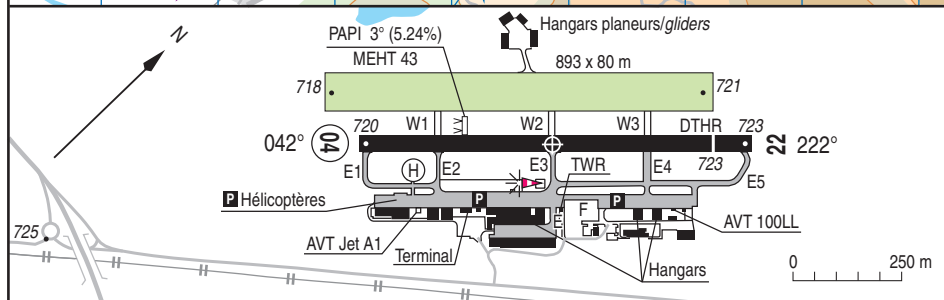 N
Hangars planeurs/gliders
PAPI 3° (5.24%)
MEHT 43
893 x 80 m
718
721
W1
W2
W3
DTHR
042°
04
720
723
22
222°
723
E1
H
E2
E3
TWR
E4
E5
P Hélicoptères
P
P
F
725
AVT Jet A1
Terminal
AVT 100LL
Hangars
0
250 m